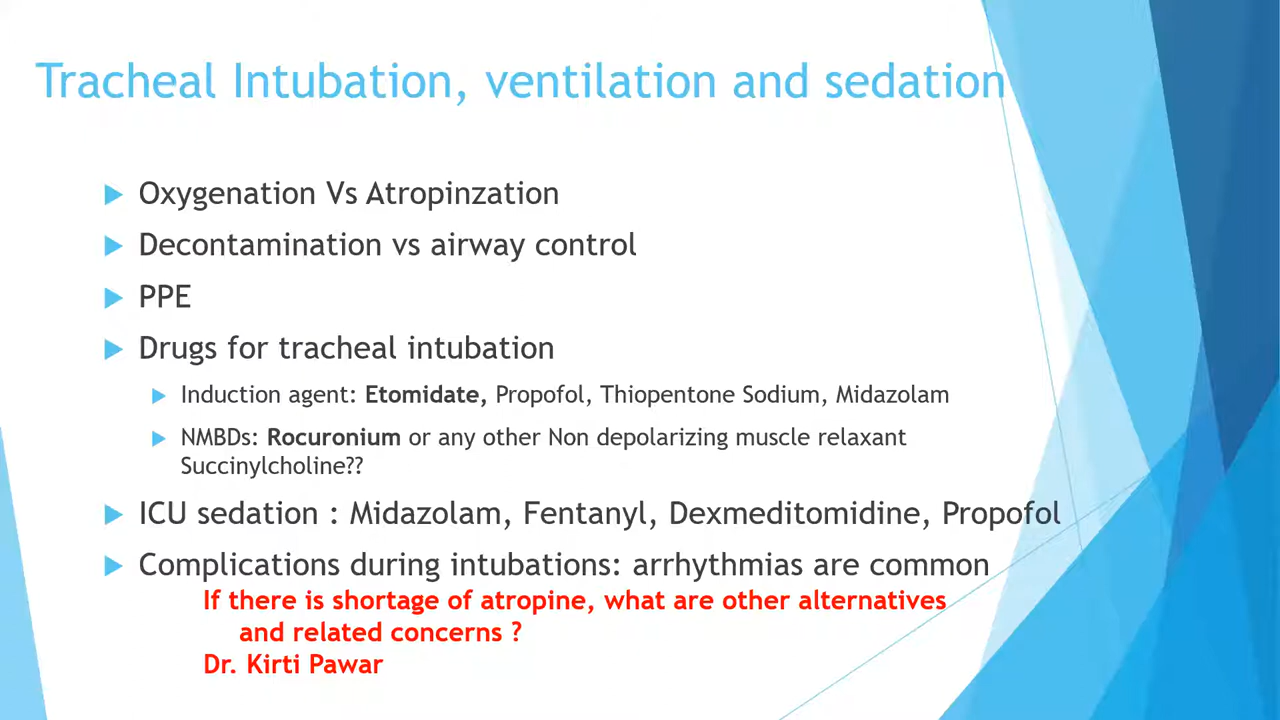 Tracheal Intubation, ventilation and sedation
Oxygenation Vs Atropinzation
Decontamination vs airway control
PPE
Drugs for tracheal intubation
Induction agent: Etomidate, Propofol, Thiopentone Sodium, Midazolam
NMBDs: Rocuronium or any other Non depolarizing muscle relaxant
Succinylcholine??
ICU sedation : Midazolam, Fentanyl, Dexmeditomidine, Propofol
Complications during intubations: arrhythmias are common
If there is shortage of atropine, what are other alternatives
and related concerns ?
Dr. Kirti Pawar